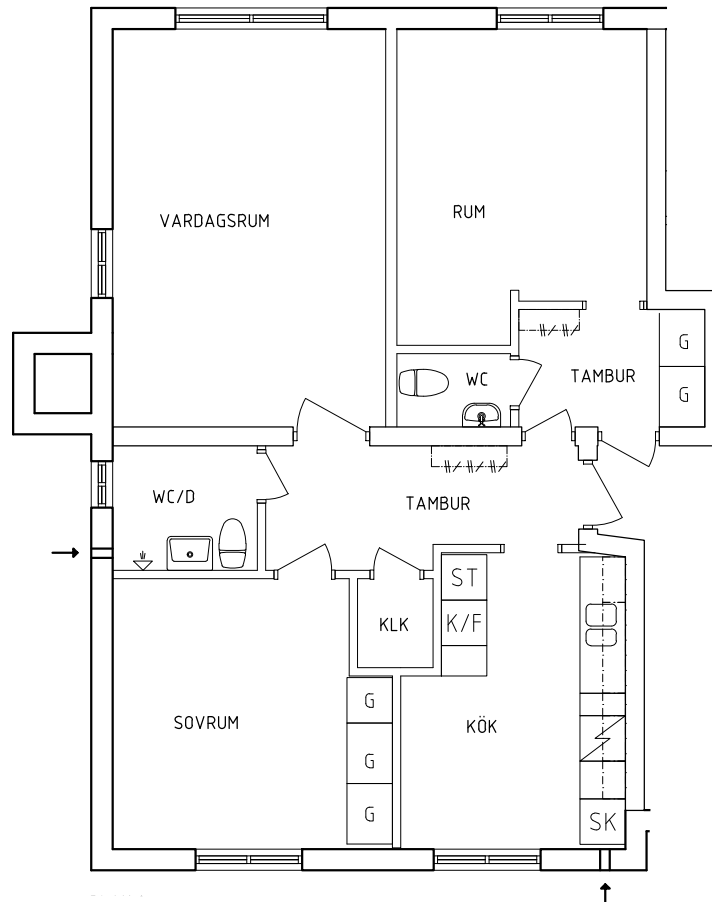 VARDAGSRUM
RUM
G
WC
TAMBUR
G
WC/D
TAMBUR
ST
KLK
K/F
G
SOVRUM
KÖK
G
G
SK